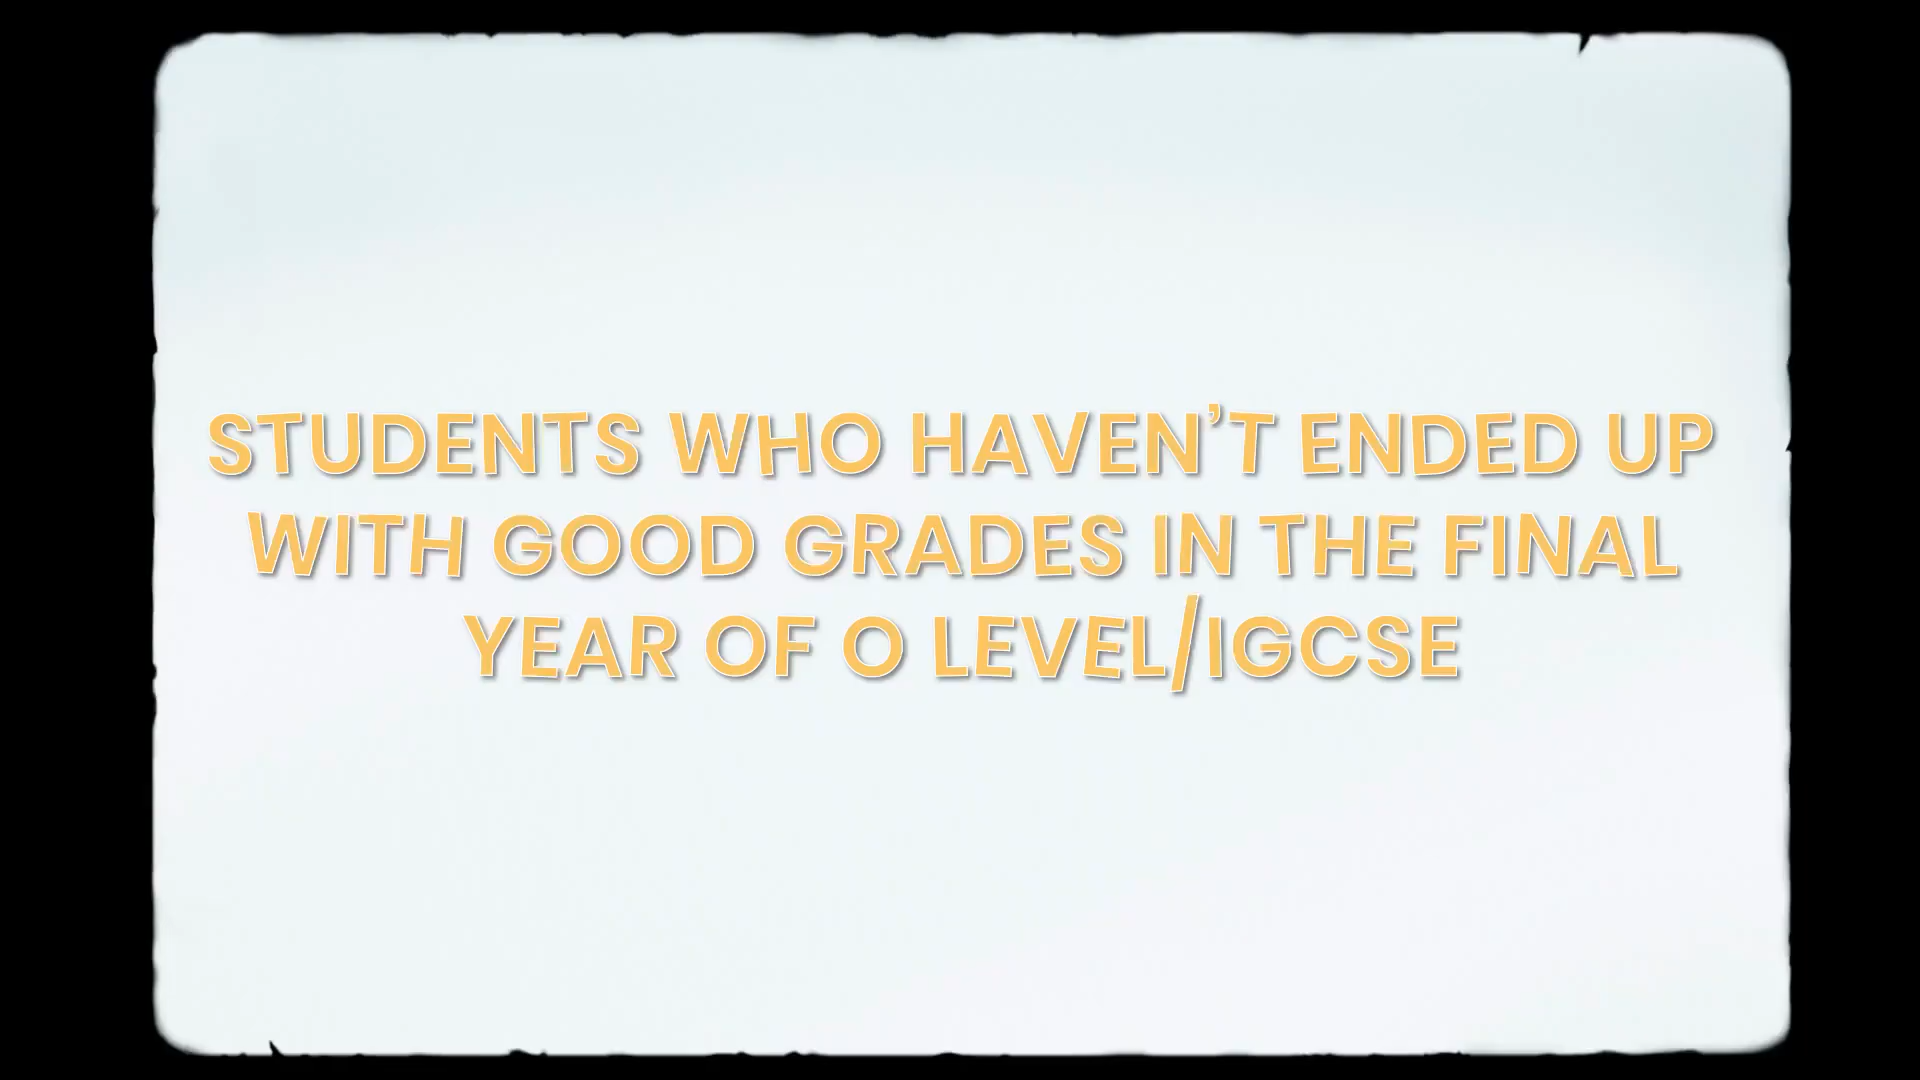 STUDENTS WHO HAVEN’T ENDED UP
WITH GOOD GRADES IN THE FINAL
YEAR OF O LEVEL/IGCSE